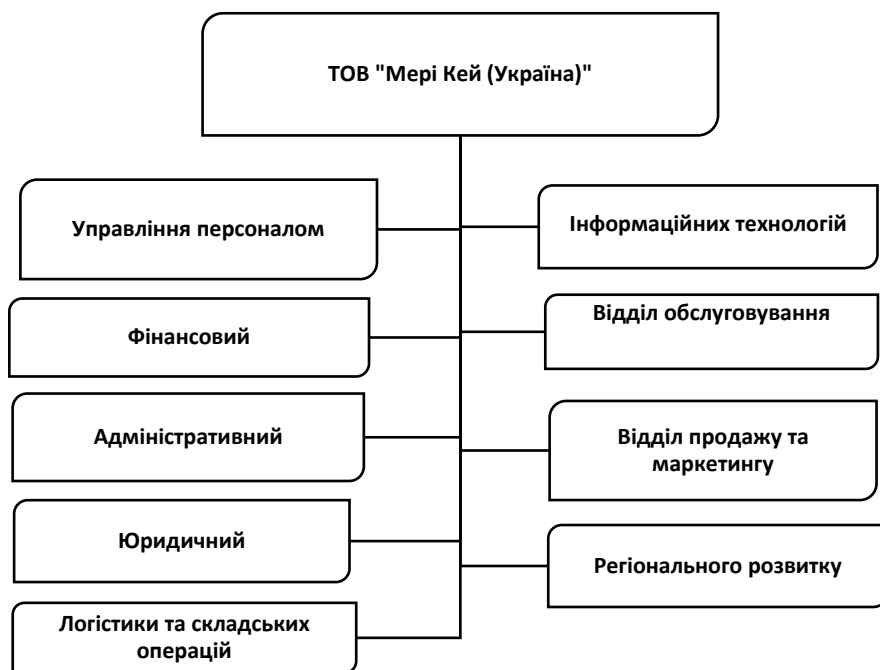 ТОВ "Мері Кей (Україна)"
Управління персоналом
Інформаційних технологій
Фінансовий
Відділ обслуговування
Адміністративний
Відділ продажу та
маркетингу
Юридичний
Регіонального розвитку
Логістики та складських
операцій